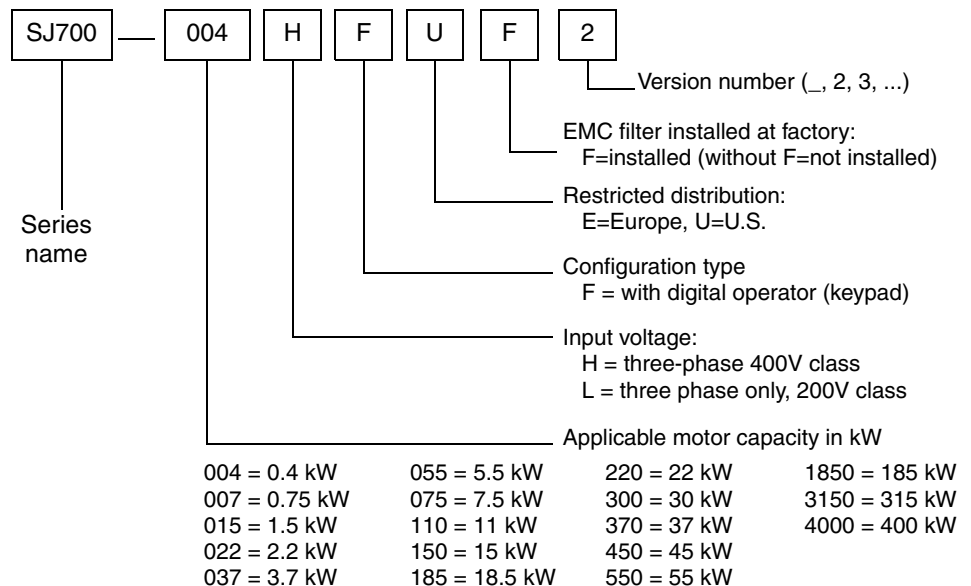 SJ700 — 004 H F U F 2
Version number (_, 2, 3, ...)
EMC filter installed at factory:
F=installed (without F=not installed)
Restricted distribution:
E=Europe, U=U.S.
Series
name
Configuration type
F = with digital operator (keypad)
Input voltage:
H = three-phase 400V class
L = three phase only, 200V class
Applicable motor capacity in kW
004 = 0.4 kW 055 = 5.5 kW 220 = 22 kW 1850 = 185 kW
007 = 0.75 kW 075 = 7.5 kW 300 = 30 kW 3150 = 315 kW
015 = 1.5 kW 110 = 11 kW 370 = 37 kW 4000 = 400 kW
022 = 2.2 kW 150 = 15 kW 450 = 45 kW
037 = 3.7 kW 185 = 18.5 kW 550 = 55 kW